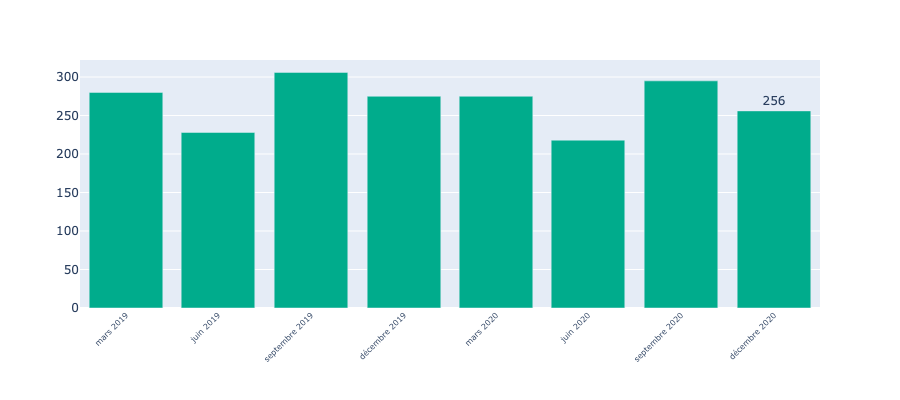 300
250
200
150
100
50
0
256
mars 2019
juin 2019
septembre 2019
décembre 2019
mars 2020
juin 2020
septembre 2020
décembre 2020